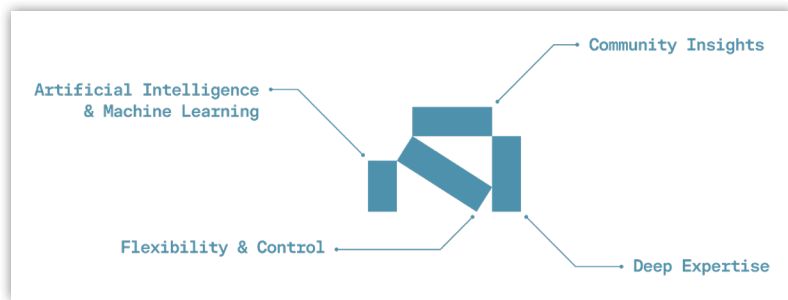 Community Insights
Artificial Intelligence
& Machine Learning
Flexibility & Control
Deep Expertise